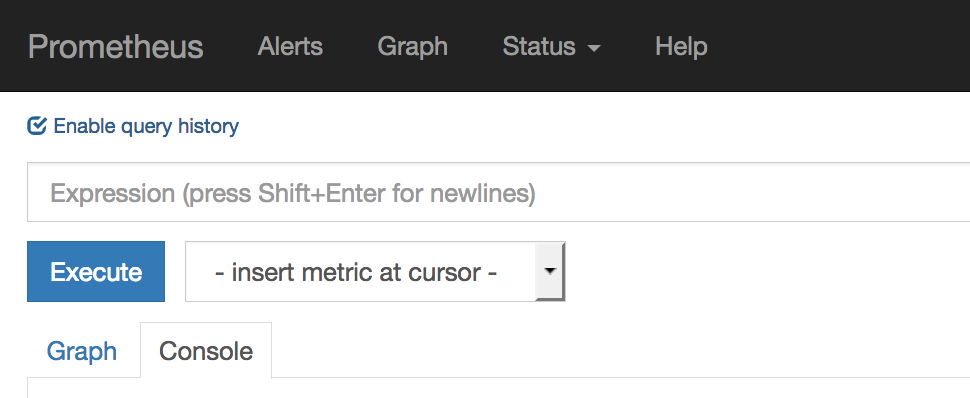 Prometheus Alerts Graph Status Help
Enable query history
Expression (press Shift+Enter for newlines)
Execute - insert metric at cursor -
Graph Console